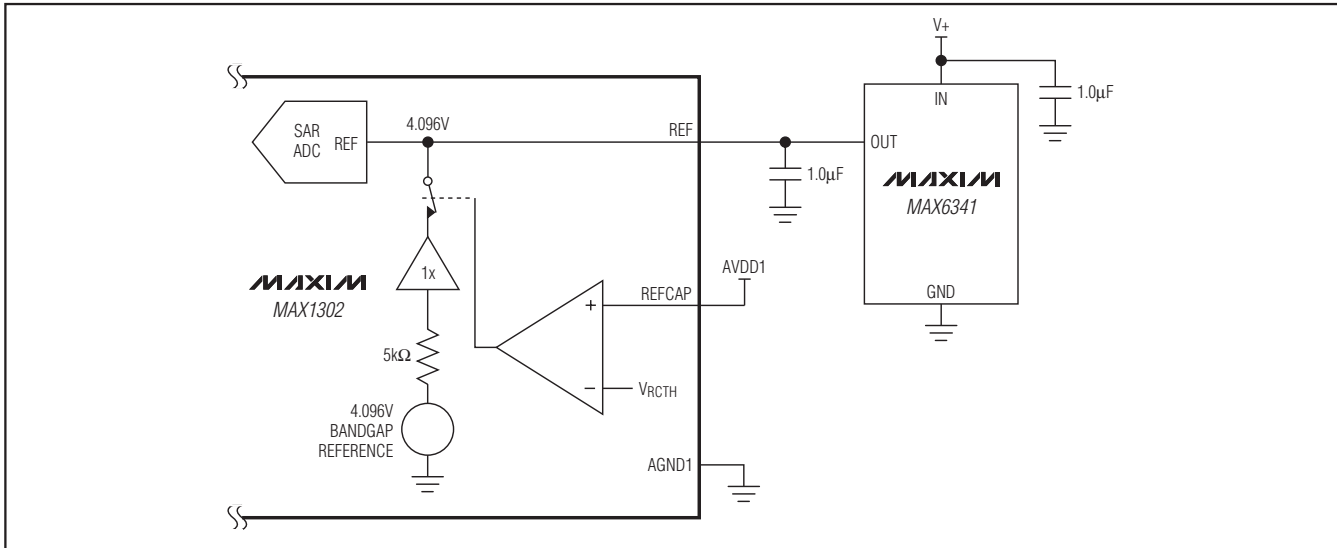 V+
IN
1.0µF
SAR
ADC
REF
4.096V
REF
OUT
1.0µF
MAXIM
MAX6341
GND
MAXIM
MAX1302
1x
AVDD1
REFCAP
+
−
VRCTH
5kΩ
4.096V
BANDGAP
REFERENCE
AGND1